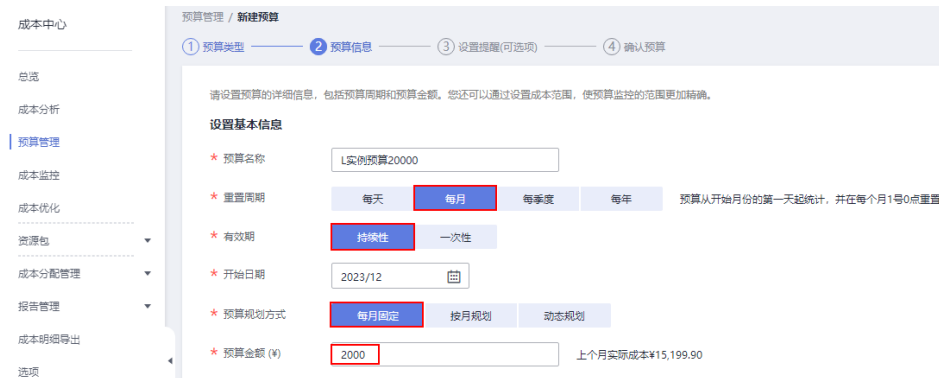 成本中心
总览
成本分析
预算管理
成本监控
成本优化
资源包
成本分配管理
报告管理
成本明细导出
选项
预算管理 / 新建预算
1 预算类型 2 预算信息 3 设置提醒(可选项) 4 确认预算
请设置预算的详细信息，包括预算周期和预算金额。您还可以通过设置成本范围，使预算监控的范围更加精确。
设置基本信息
* 预算名称 L实例预算20000
* 重置周期 每天 每月 每季度 每年 预算从开始月份的第一天起统计，并在每个月1号0点重置
* 有效期 持续性 一次性
* 开始日期 2023/12
* 预算规划方式 每月固定 按月规划 动态规划
* 预算金额 (¥) 2000 上个月实际成本¥15,199.90